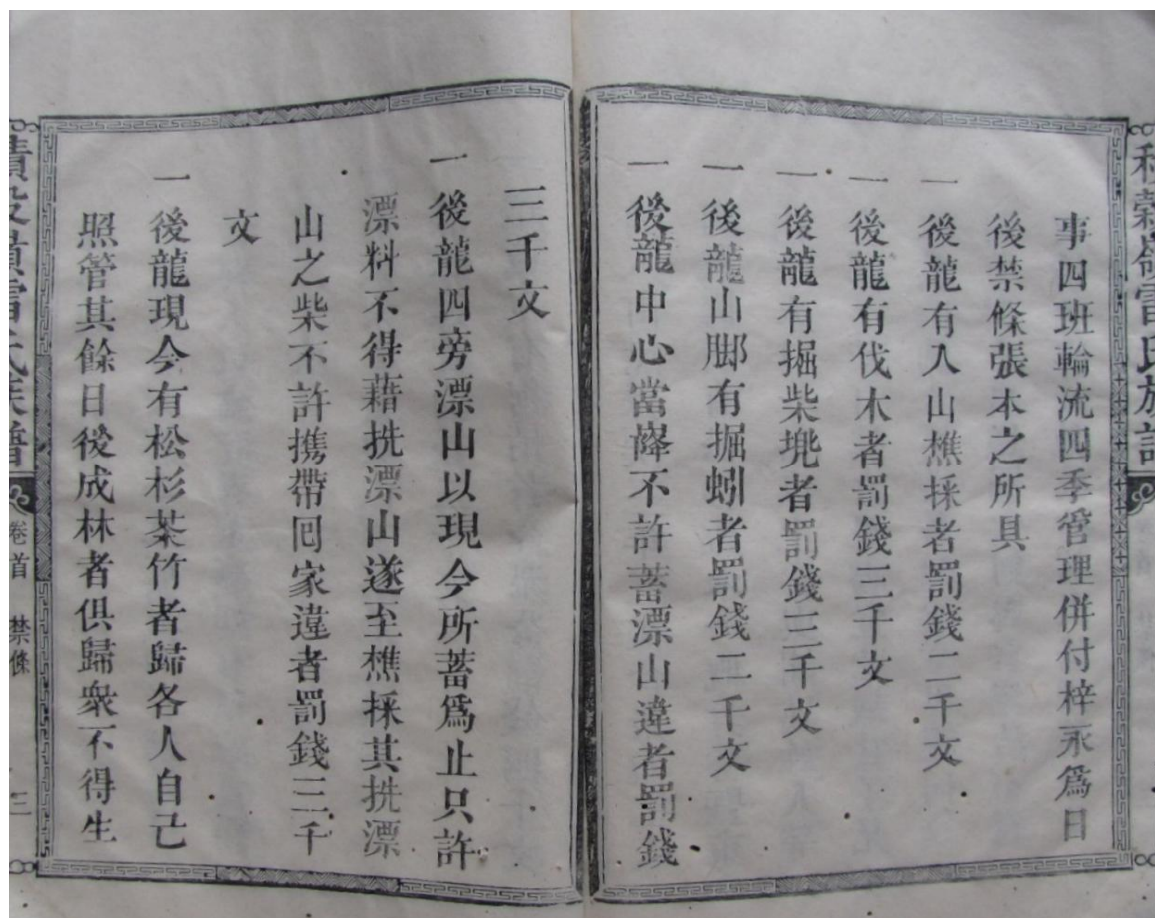 事四班輪流四季管理併付梓永爲日
後禁條張本之所具
一後龍有入山樵採者罰錢二千文
一後龍有伐木者罰錢三千文
一後龍有掘柴兠者罰錢三千文
一後龍山脚有掘蚓者罰錢二千文
一後龍中心當㟁不許蓄漂山違者罰錢
三千文
一後龍四旁漂山以現今所蓄爲止只許
漂料不得藉挑漂山遂至樵採其挑漂
山之柴不許携帶囘家違者罰錢三千
文
一後龍現今有松杉茶竹者歸各人自己
照管其餘日後成林者俱歸衆不得生
雷氏族譜
卷首 禁條 三